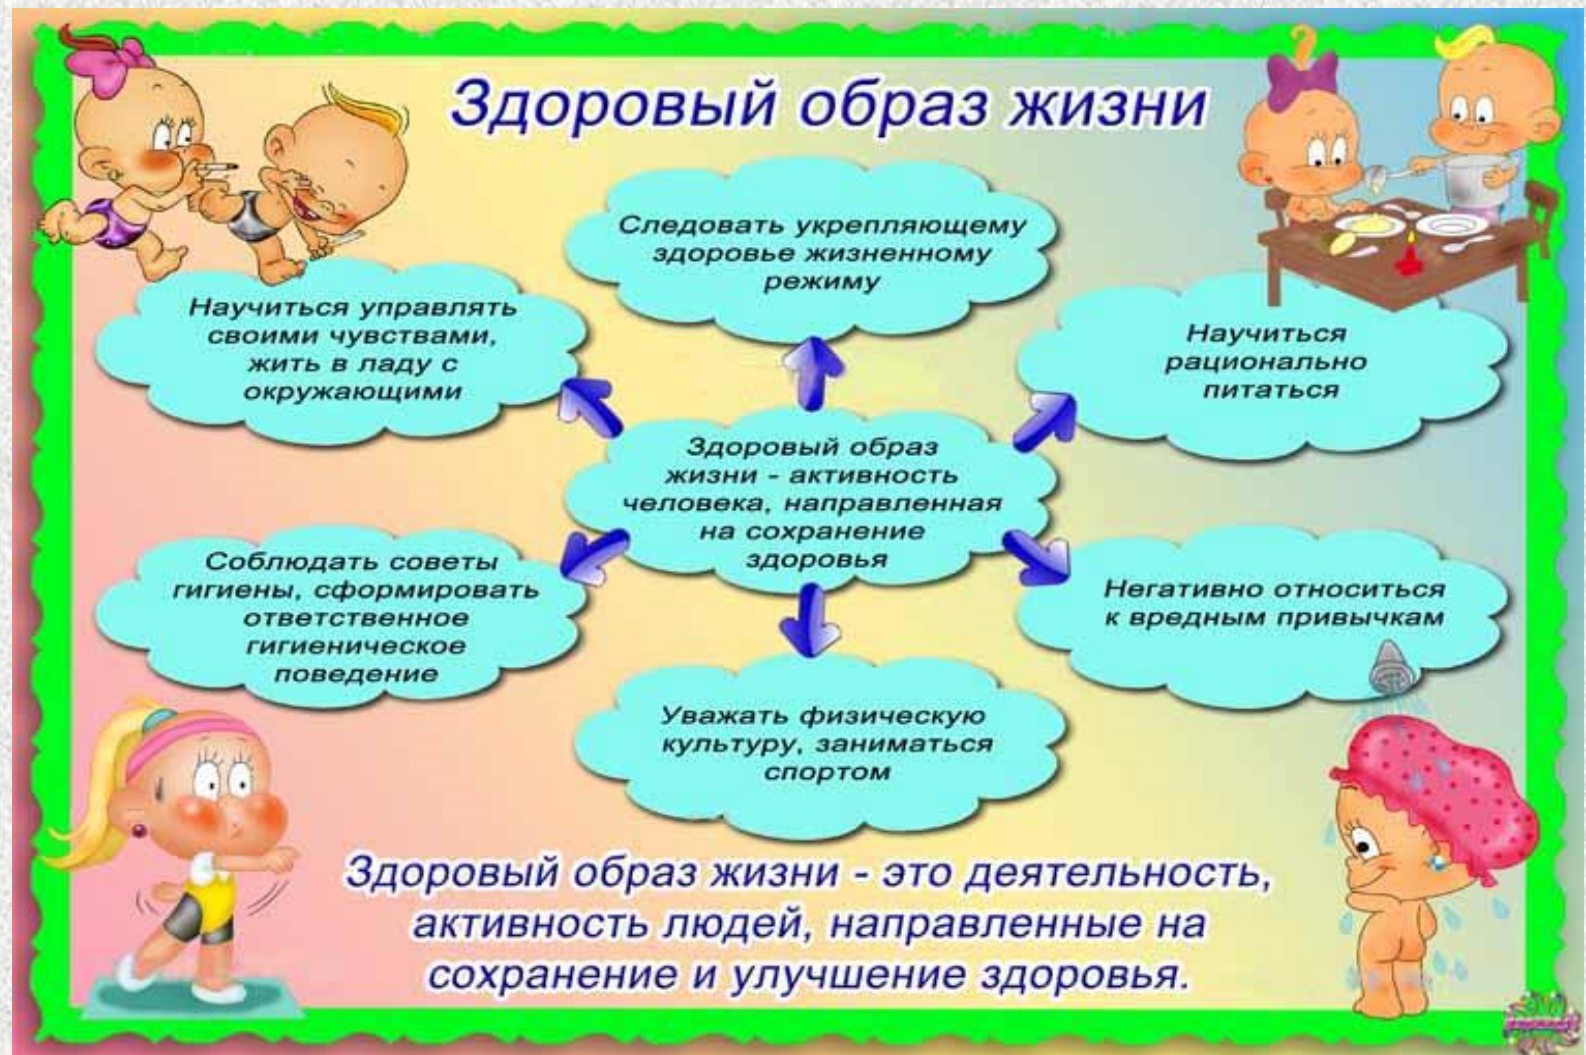 Здоровый образ жизни
Следовать укрепляющему
здоровье жизненному
режиму
Научиться управлять
своими чувствами,
жить в ладу с
окружающими
Научиться
рационально
питаться
Здоровый образ
жизни - активность
человека, направленная
на сохранение
здоровья
Соблюдать советы
гигиены, сформировать
ответственное
гигиеническое
поведение
Негативно относиться
к вредным привычкам
Уважать физическую
культуру, заниматься
спортом
Здоровый образ жизни - это деятельность,
активность людей, направленные на
сохранение и улучшение здоровья.